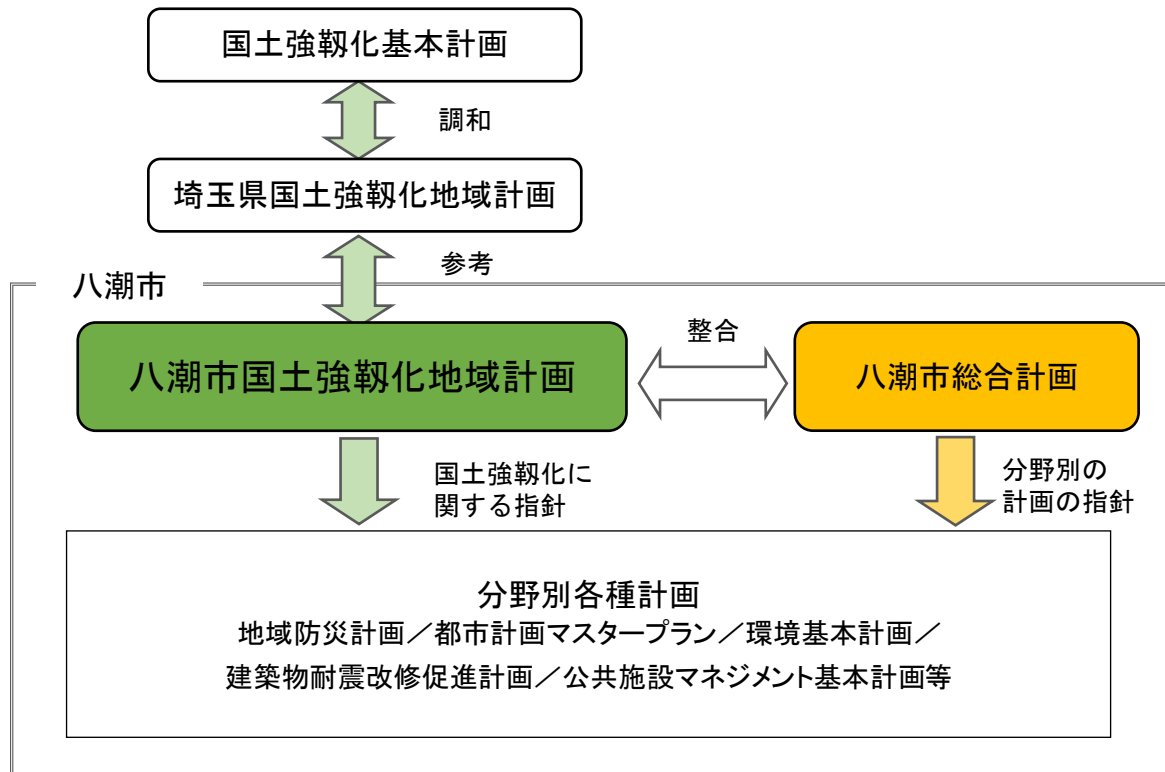 国土強靱化基本計画
調和
埼玉県国土強靱化地域計画
参考
八潮市
八潮市国土強靱化地域計画
整合
八潮市総合計画
国土強靱化に
関する指針
分野別の
計画の指針
分野別各種計画
地域防災計画／都市計画マスタープラン／環境基本計画／
建築物耐震改修促進計画／公共施設マネジメント基本計画等